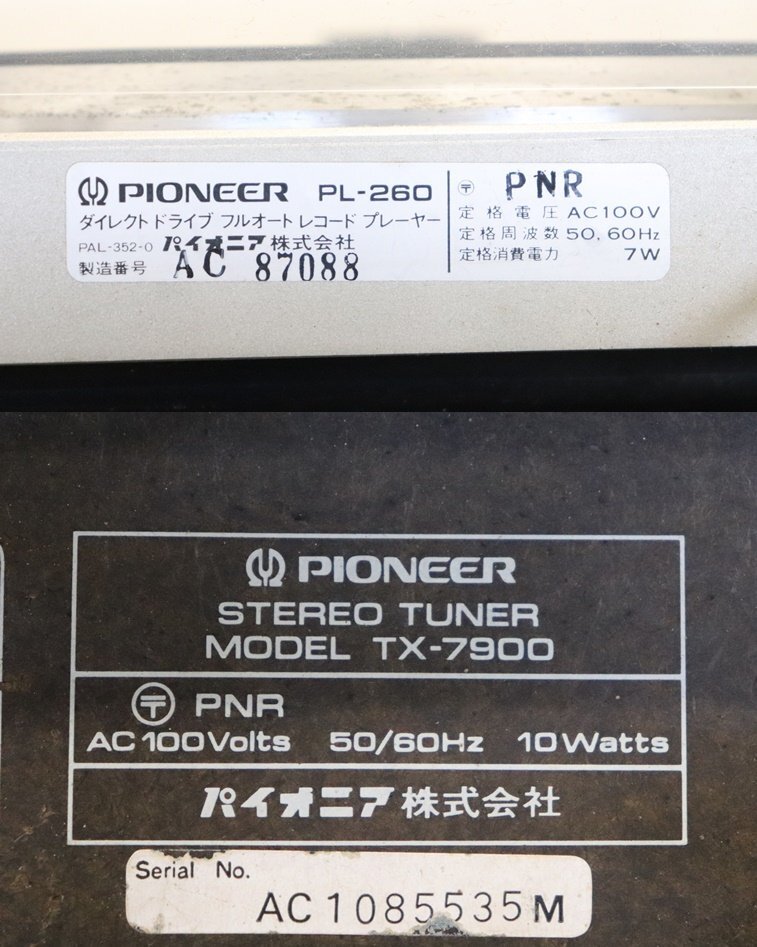 PIONEER PL-260
ダイレクト ドライブ フルオート レコード プレーヤー
PAL-352-0 パイオニア株式会社
製造番号 AC 87088
〒 PNR
定格電圧 AC100V
定格周波数 50, 60Hz
定格消費電力 7W
PIONEER
STEREO TUNER
MODEL TX-7900
〒 PNR
AC 100Volts 50/60Hz 10Watts
パイオニア株式会社
Serial No.
AC1085535M